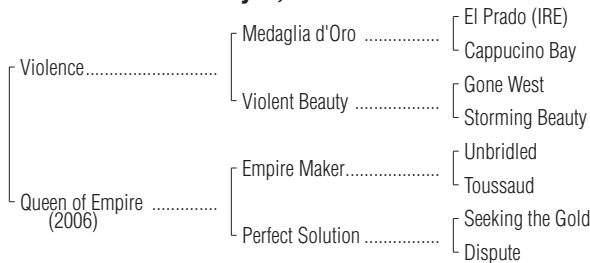 El Prado (IRE)
Medaglia d'Oro ................
Cappucino Bay
Violence............................
Gone West
Violent Beauty ..................
Storming Beauty
Unbridled
Empire Maker....................
Toussaud
Queen of Empire ..............
(2006)
Seeking the Gold
Perfect Solution ................
Dispute